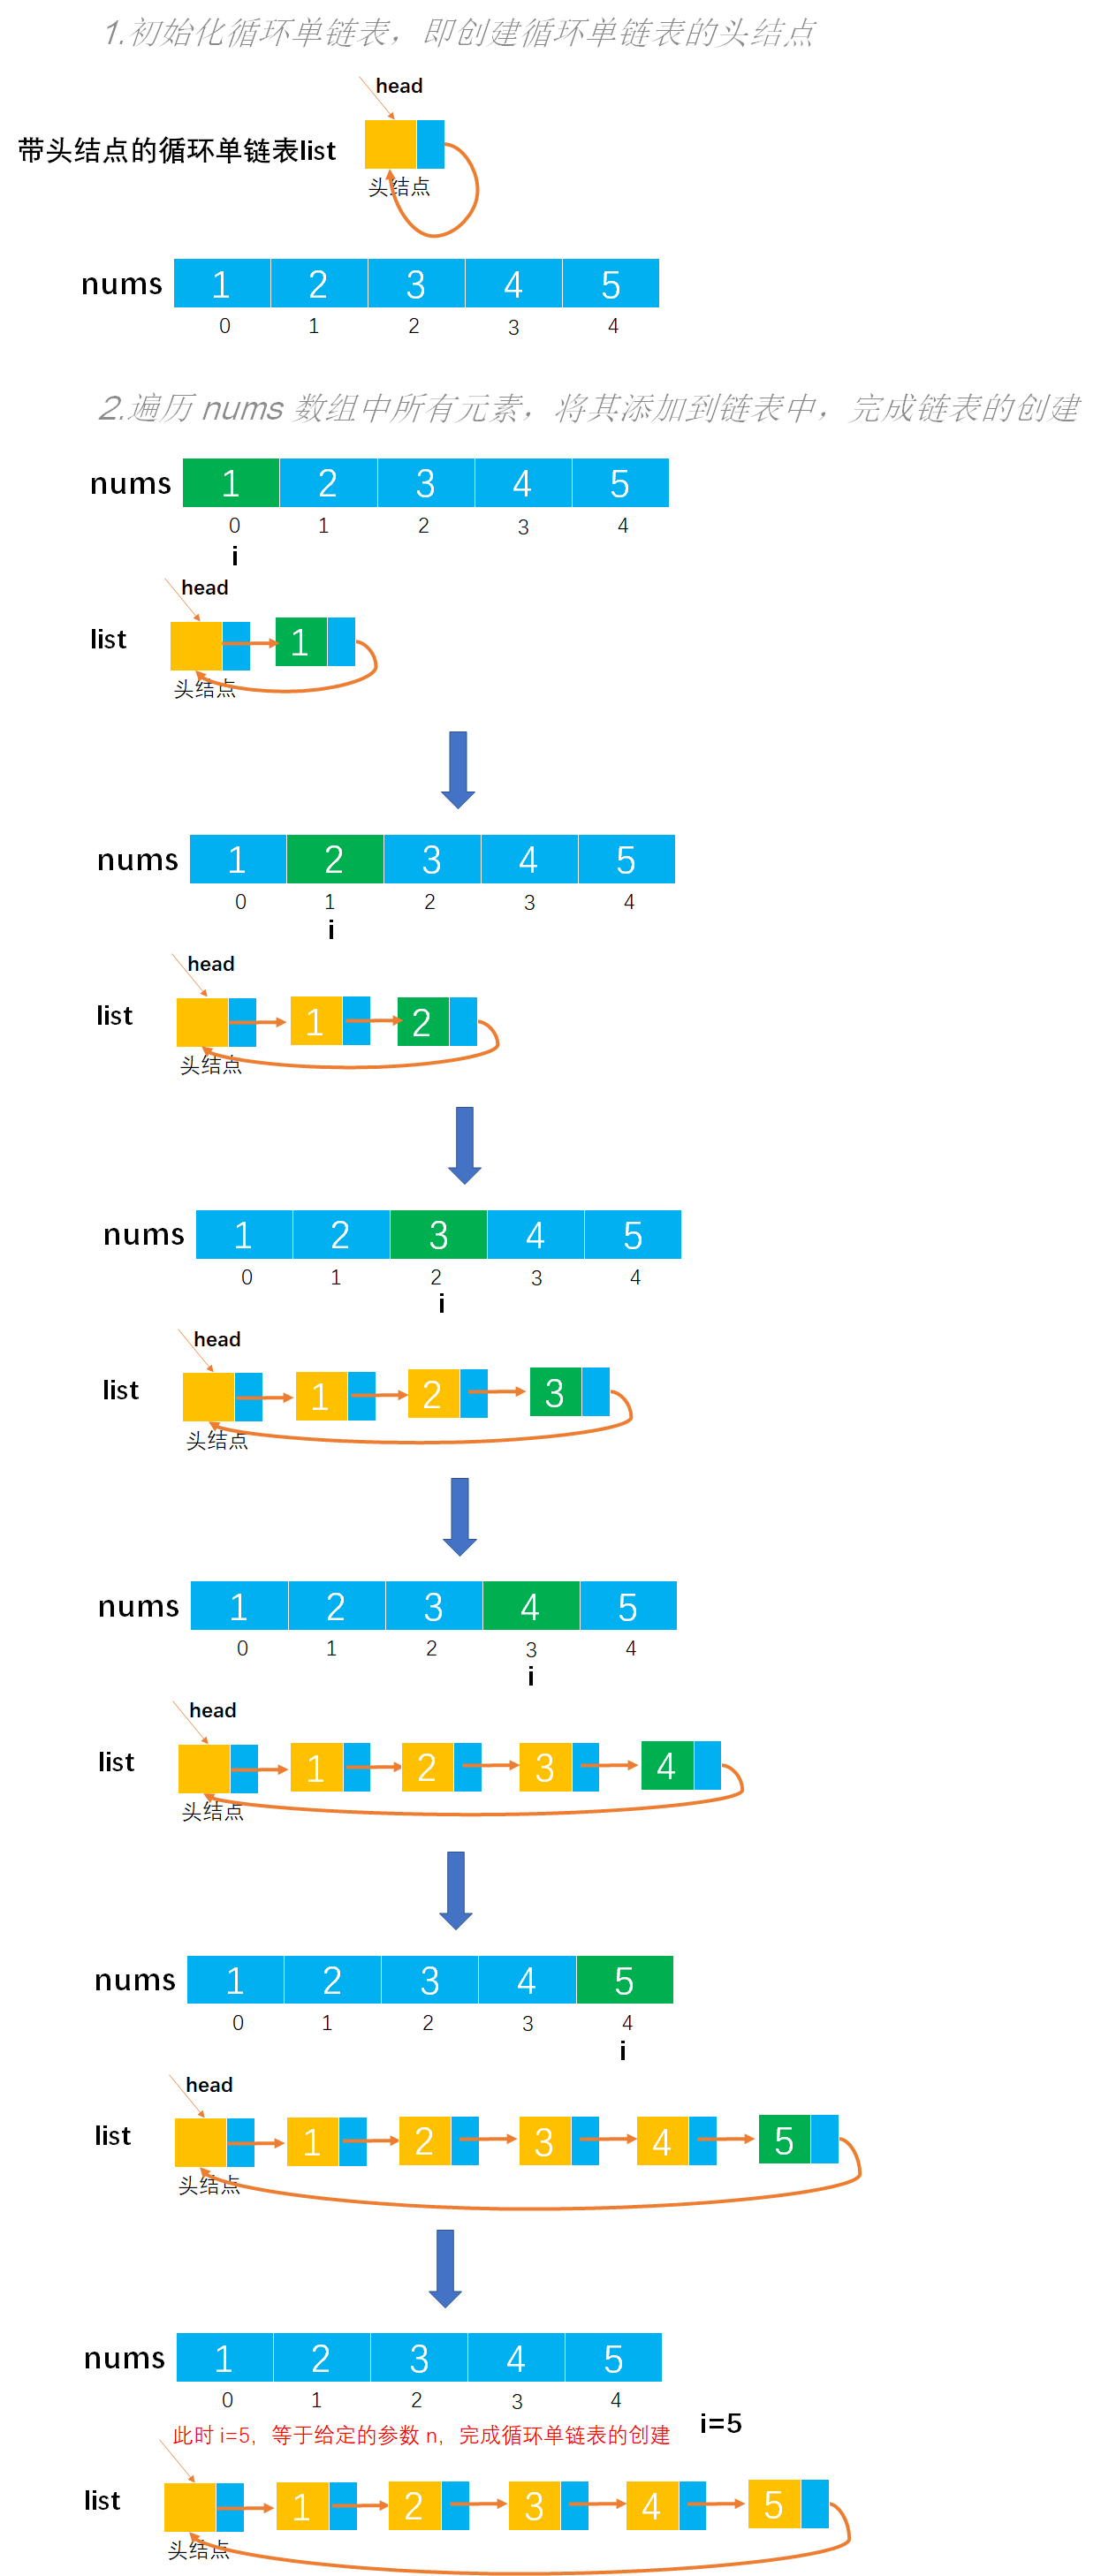 1.初始化循环单链表，即创建循环单链表的头结点
head
带头结点的循环单链表list
头结点
nums 1 2 3 4 5
0 1 2 3 4
2.遍历 nums 数组中所有元素，将其添加到链表中，完成链表的创建
nums 1 2 3 4 5
0 1 2 3 4
i
head
list 1
头结点
nums 1 2 3 4 5
0 1 2 3 4
i
head
list 1 2
头结点
nums 1 2 3 4 5
0 1 2 3 4
i
head
list 1 2 3
头结点
nums 1 2 3 4 5
0 1 2 3 4
i
head
list 1 2 3 4
头结点
nums 1 2 3 4 5
0 1 2 3 4
i
head
list 1 2 3 4 5
头结点
nums 1 2 3 4 5
0 1 2 3 4
此时 i=5，等于给定的参数 n，完成循环单链表的创建 i=5
list 1 2 3 4 5
头结点